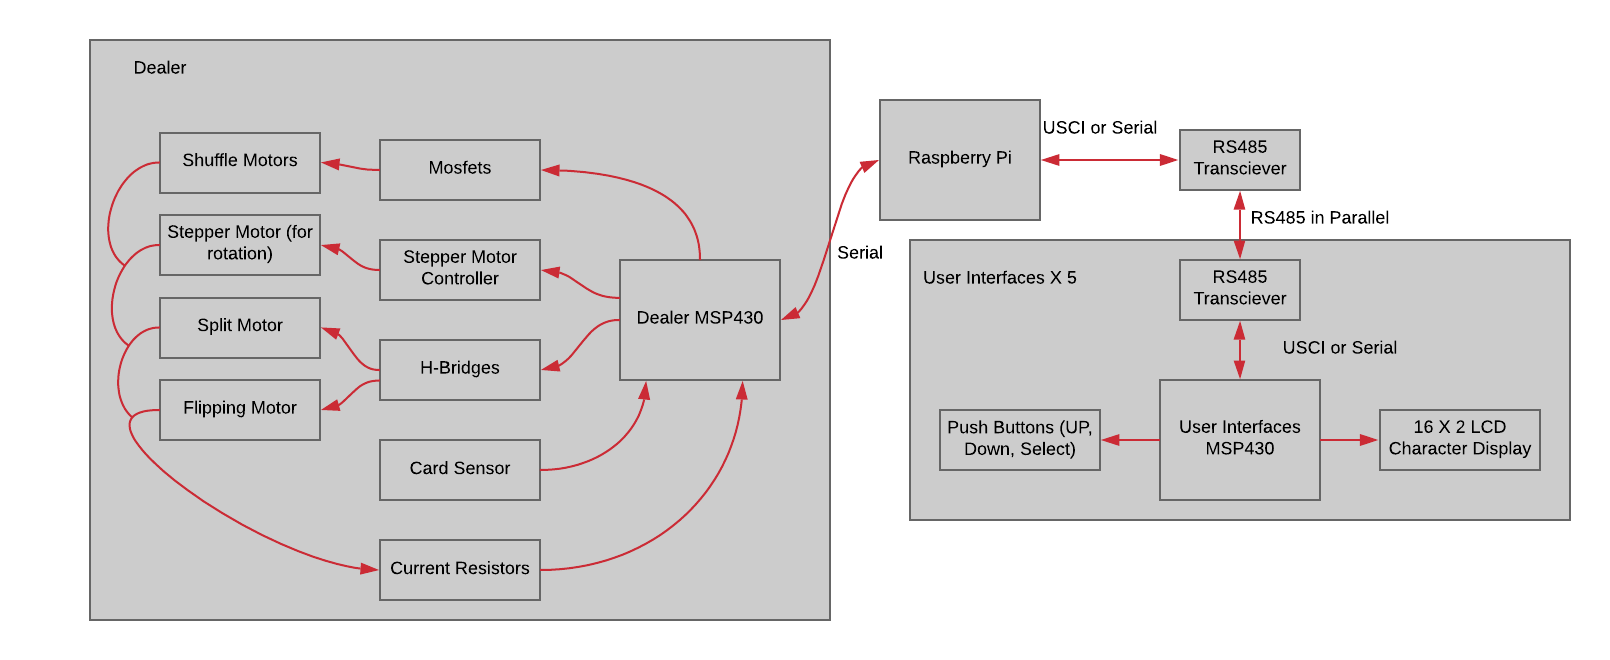 Dealer
Shuffle Motors
Mosfets
Stepper Motor (for
rotation)
Stepper Motor
Controller
Split Motor
H-Bridges
Flipping Motor
Card Sensor
Current Resistors
Dealer MSP430
Serial
Raspberry Pi
USCI or Serial
RS485
Transciever
RS485 in Parallel
User Interfaces X 5
RS485
Transciever
USCI or Serial
Push Buttons (UP,
Down, Select)
User Interfaces
MSP430
16 X 2 LCD
Character Display